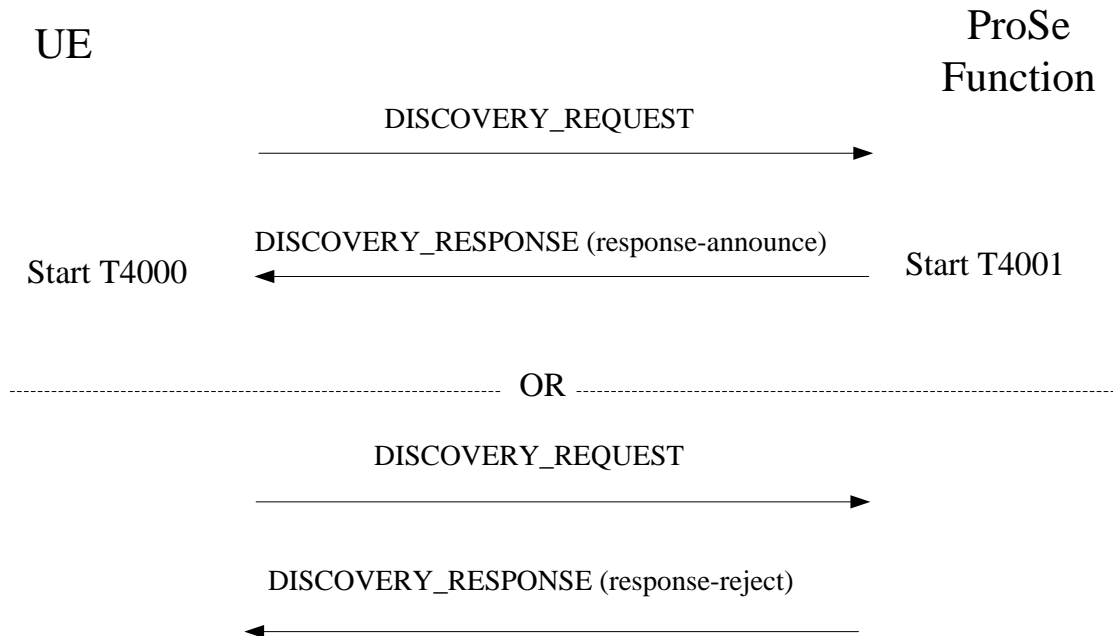 UE
ProSe
Function
DISCOVERY_REQUEST
DISCOVERY_RESPONSE (response-announce)
Start T4000
Start T4001
OR
DISCOVERY_REQUEST
DISCOVERY_RESPONSE (response-reject)